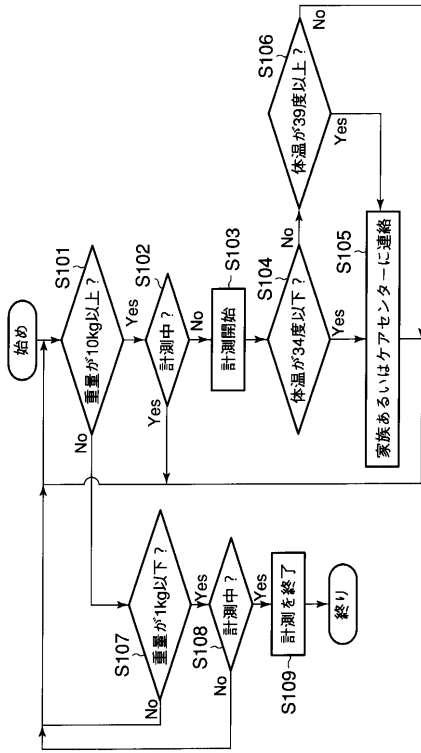 始め
S101
重量が10kg以上？
Yes
No
S102
計測中？
Yes
No
S103
計測開始
S104
体温が34度以下？
No
Yes
S106
体温が39度以上？
No
Yes
S105
家族あるいはケアセンターに連絡
S107
重量が1kg以下？
No
Yes
S108
計測中？
No
Yes
S109
計測を終了
終り